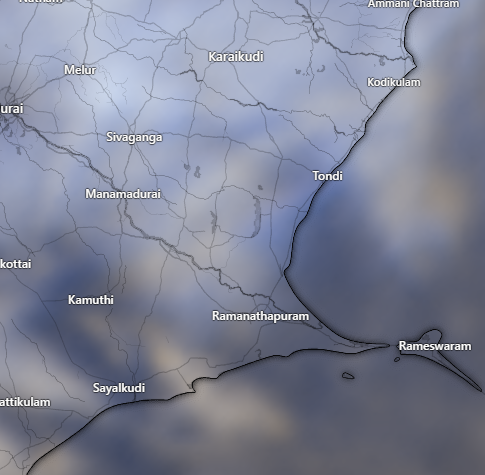 Ammani Chattram
Karaikudi
Melur
Kodikulam
urai
Sivaganga
Tondi
Manamadurai
kottai
Kamuthi
Ramanathapuram
Rameswaram
Sayalkudi
attikulam